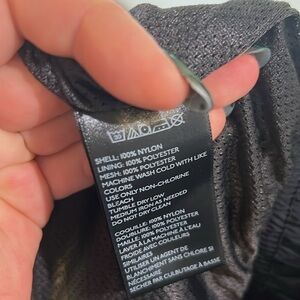 SHELL: 100% NYLON
LINING: 100% POLYESTER
MESH: 100% POLYESTER
MACHINE WASH COLD WITH LIKE
COLORS
USE ONLY NON-CHLORINE
BLEACH
TUMBLE DRY LOW
MEDIUM IRON AS NEEDED
DO NOT DRY CLEAN
COQUILLE: 100% NYLON
DOUBLURE: 100% POLYESTER
MAILLE: 100% POLYESTER
LAVER A LA MACHINE A L'EAU
FROIDE AVEC COULEURS
SIMILAIRES
UTILISER UN AGENT DE
BLANCHIMENT SANS CHLORE SI
NECESSAIRE
SECHER PAR CULBUTAGE A BASSE